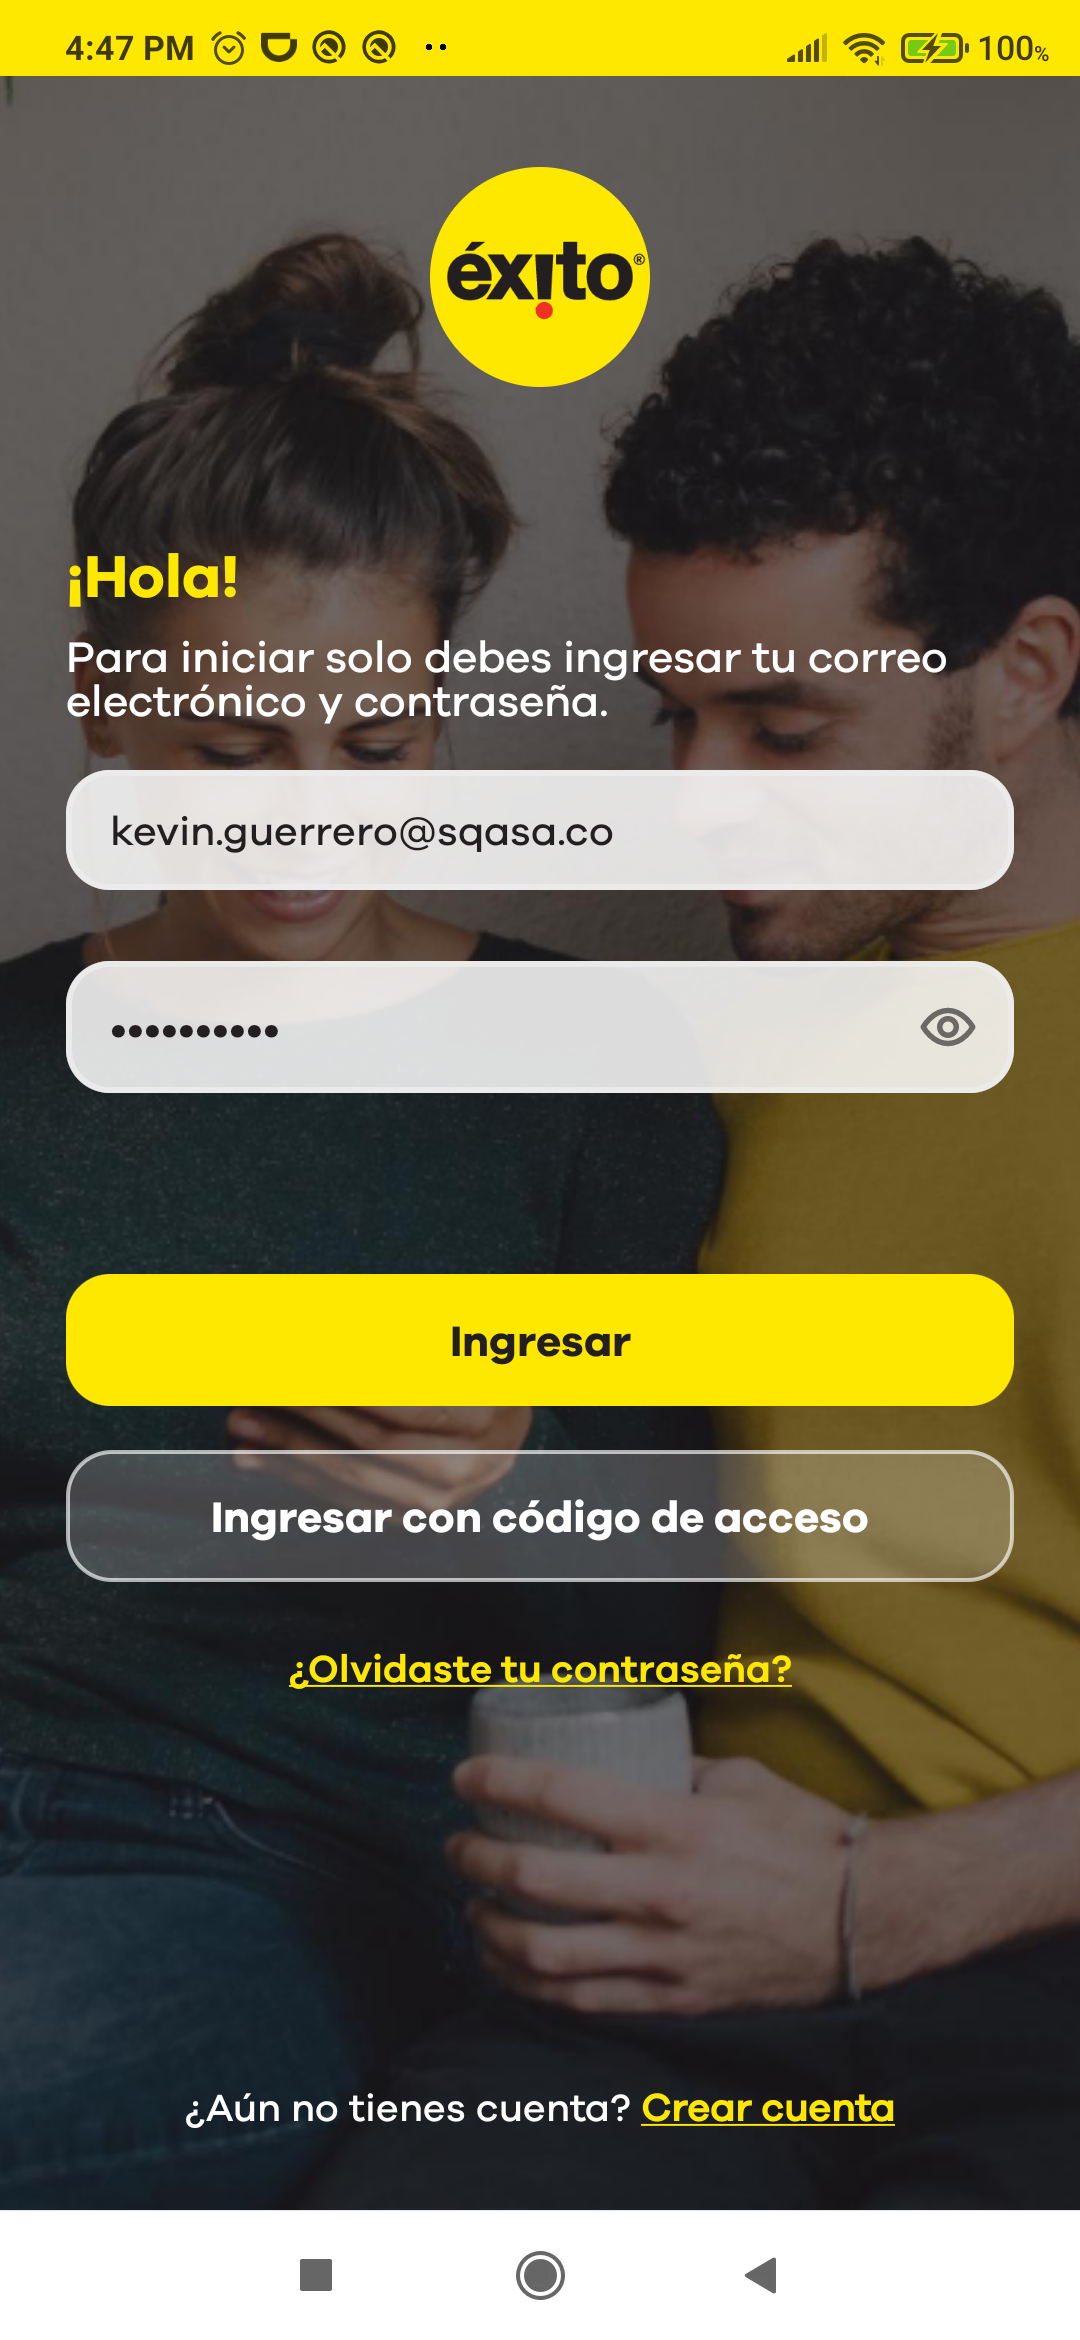 4:47 PM
100%
éxito®
¡Hola!
Para iniciar solo debes ingresar tu correo
electrónico y contraseña.
kevin.guerrero@sqasa.co
••••••••••
Ingresar
Ingresar con código de acceso
¿Olvidaste tu contraseña?
¿Aún no tienes cuenta? Crear cuenta